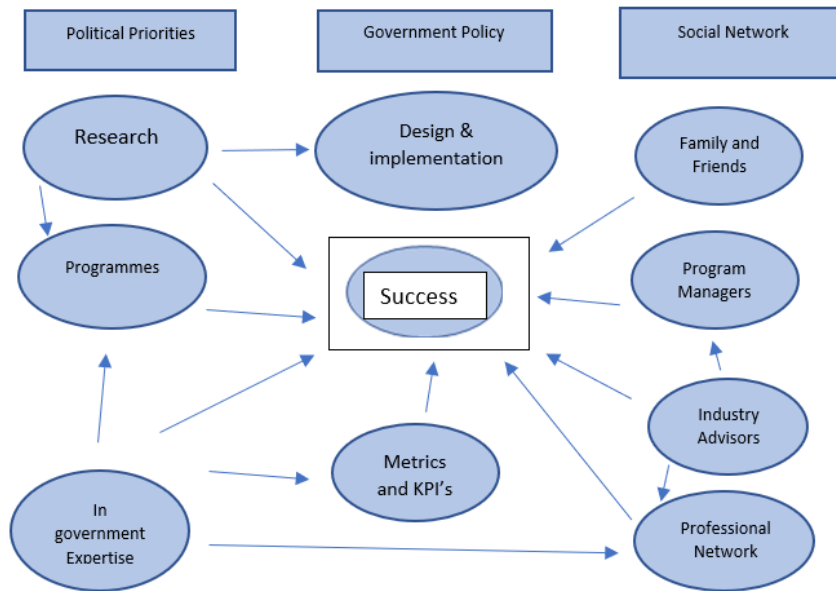 Political Priorities
Government Policy
Social Network
Research
Design &
implementation
Family and
Friends
Programmes
Success
Program
Managers
Industry
Advisors
Metrics
and KPI's
In
government
Expertise
Professional
Network